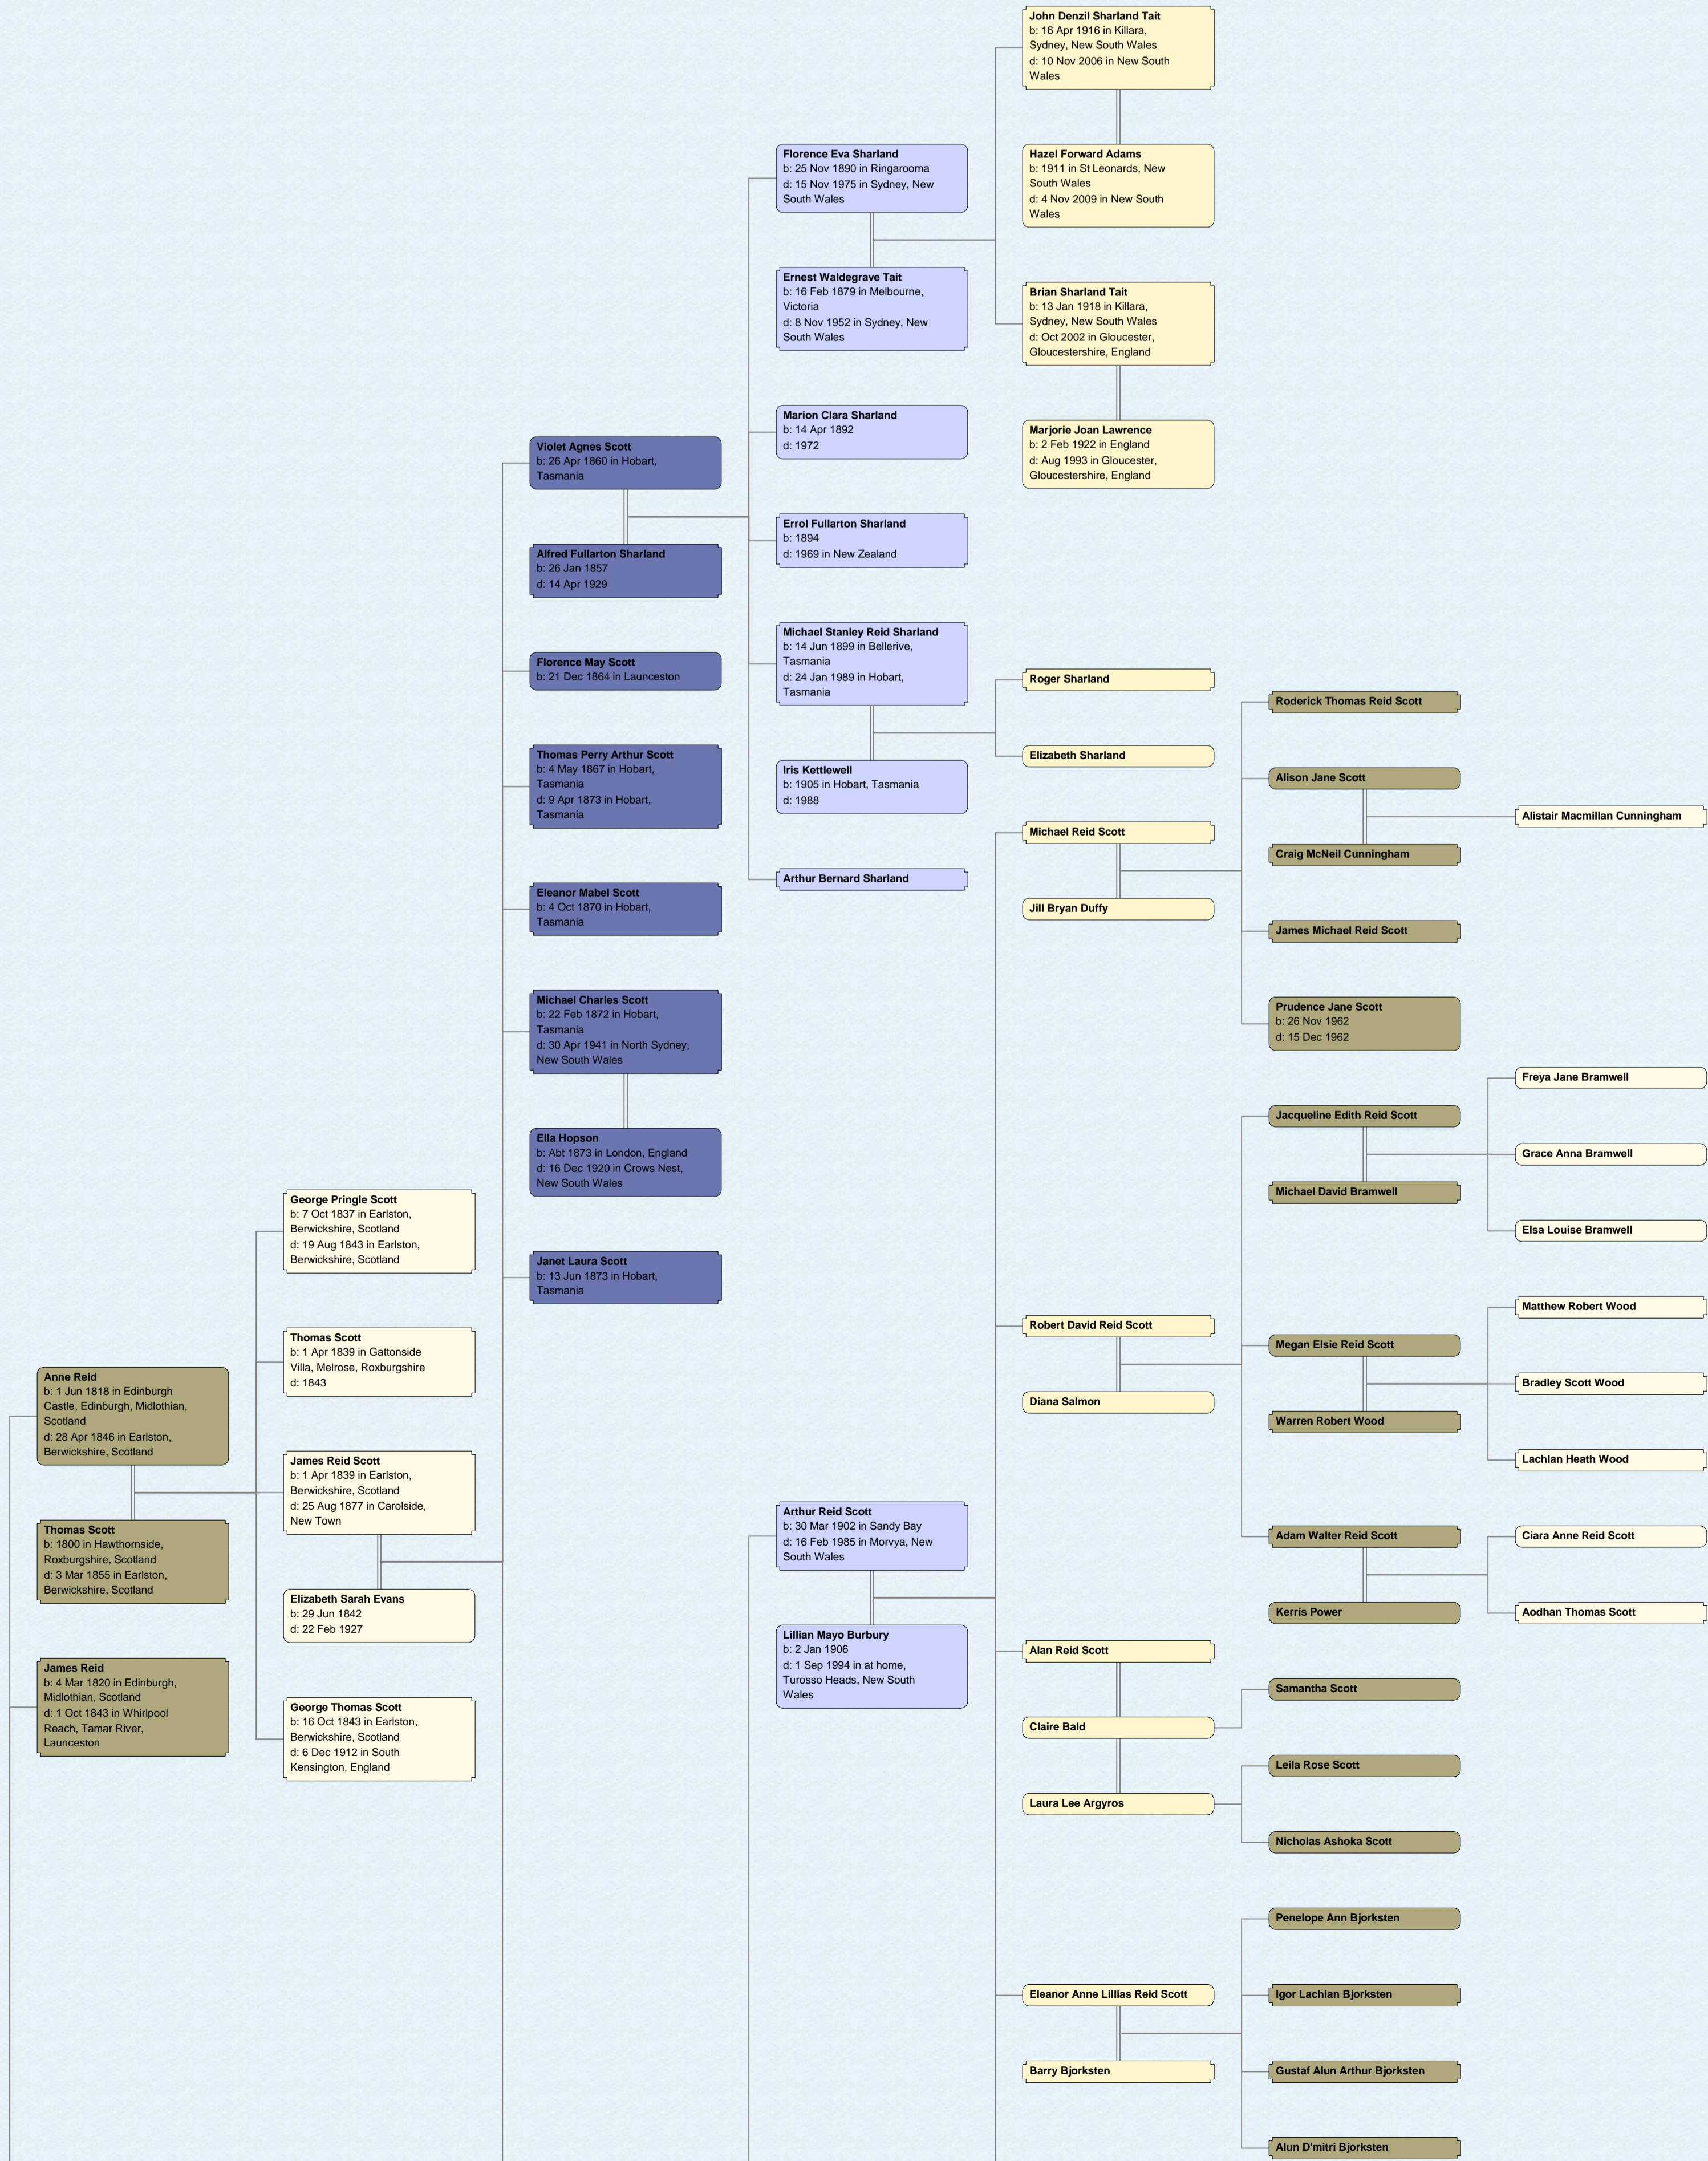 John Denzil Sharland Tait
b: 16 Apr 1916 in Killara,
Sydney, New South Wales
d: 10 Nov 2006 in New South
Wales
Hazel Forward Adams
b: 1911 in St Leonards, New
South Wales
d: 4 Nov 2009 in New South
Wales
Florence Eva Sharland
b: 25 Nov 1890 in Ringarooma
d: 15 Nov 1975 in Sydney, New
South Wales
Ernest Waldegrave Tait
b: 16 Feb 1879 in Melbourne,
Victoria
d: 8 Nov 1952 in Sydney, New
South Wales
Brian Sharland Tait
b: 13 Jan 1918 in Killara,
Sydney, New South Wales
d: Oct 2002 in Gloucester,
Gloucestershire, England
Marjorie Joan Lawrence
b: 2 Feb 1922 in England
d: Aug 1993 in Gloucester,
Gloucestershire, England
Marion Clara Sharland
b: 14 Apr 1892
d: 1972
Violet Agnes Scott
b: 26 Apr 1860 in Hobart,
Tasmania
Alfred Fullarton Sharland
b: 26 Jan 1857
d: 14 Apr 1929
Errol Fullarton Sharland
b: 1894
d: 1969 in New Zealand
Michael Stanley Reid Sharland
b: 14 Jun 1899 in Bellerive,
Tasmania
d: 24 Jan 1989 in Hobart,
Tasmania
Iris Kettlewell
b: 1905 in Hobart, Tasmania
d: 1988
Roger Sharland
Elizabeth Sharland
Arthur Bernard Sharland
Florence May Scott
b: 21 Dec 1864 in Launceston
Thomas Perry Arthur Scott
b: 4 May 1867 in Hobart,
Tasmania
d: 9 Apr 1873 in Hobart,
Tasmania
Eleanor Mabel Scott
b: 4 Oct 1870 in Hobart,
Tasmania
Michael Charles Scott
b: 22 Feb 1872 in Hobart,
Tasmania
d: 30 Apr 1941 in North Sydney,
New South Wales
Ella Hopson
b: Abt 1873 in London, England
d: 16 Dec 1920 in Crows Nest,
New South Wales
Janet Laura Scott
b: 13 Jun 1873 in Hobart,
Tasmania
Michael Reid Scott
Jill Bryan Duffy
Roderick Thomas Reid Scott
Alison Jane Scott
Craig McNeil Cunningham
Alistair Macmillan Cunningham
James Michael Reid Scott
Prudence Jane Scott
b: 26 Nov 1962
d: 15 Dec 1962
Jacqueline Edith Reid Scott
Michael David Bramwell
Freya Jane Bramwell
Grace Anna Bramwell
Elsa Louise Bramwell
Robert David Reid Scott
Diana Salmon
Megan Elsie Reid Scott
Warren Robert Wood
Matthew Robert Wood
Bradley Scott Wood
Lachlan Heath Wood
Adam Walter Reid Scott
Kerris Power
Ciara Anne Reid Scott
Aodhan Thomas Scott
George Pringle Scott
b: 7 Oct 1837 in Earlston,
Berwickshire, Scotland
d: 19 Aug 1843 in Earlston,
Berwickshire, Scotland
Thomas Scott
b: 1 Apr 1839 in Gattonside
Villa, Melrose, Roxburgshire
d: 1843
Anne Reid
b: 1 Jun 1818 in Edinburgh
Castle, Edinburgh, Midlothian,
Scotland
d: 28 Apr 1846 in Earlston,
Berwickshire, Scotland
Thomas Scott
b: 1800 in Hawthornside,
Roxburgshire, Scotland
d: 3 Mar 1855 in Earlston,
Berwickshire, Scotland
James Reid Scott
b: 1 Apr 1839 in Earlston,
Berwickshire, Scotland
d: 25 Aug 1877 in Carolside,
New Town
Elizabeth Sarah Evans
b: 29 Jun 1842
d: 22 Feb 1927
James Reid
b: 4 Mar 1820 in Edinburgh,
Midlothian, Scotland
d: 1 Oct 1843 in Whirlpool
Reach, Tamar River,
Launceston
George Thomas Scott
b: 16 Oct 1843 in Earlston,
Berwickshire, Scotland
d: 6 Dec 1912 in South
Kensington, England
Arthur Reid Scott
b: 30 Mar 1902 in Sandy Bay
d: 16 Feb 1985 in Morvya, New
South Wales
Lillian Mayo Burbury
b: 2 Jan 1906
d: 1 Sep 1994 in at home,
Turosso Heads, New South
Wales
Alan Reid Scott
Claire Bald
Laura Lee Argyros
Samantha Scott
Leila Rose Scott
Nicholas Ashoka Scott
Eleanor Anne Lillias Reid Scott
Barry Bjorksten
Penelope Ann Bjorksten
Igor Lachlan Bjorksten
Gustaf Alun Arthur Bjorksten
Alun D'mitri Bjorksten